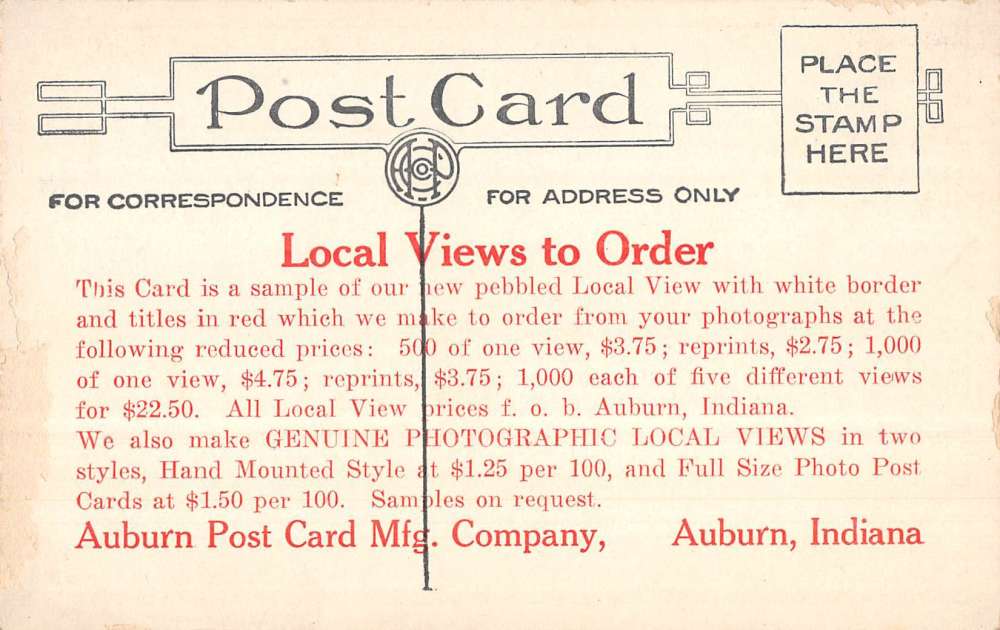 Post Card
PLACE
THE
STAMP
HERE
FOR CORRESPONDENCE
FOR ADDRESS ONLY
Local Views to Order
This Card is a sample of our new pebbled Local View with white border
and titles in red which we make to order from your photographs at the
following reduced prices: 500 of one view, $3.75; reprints, $2.75; 1,000
of one view, $4.75; reprints, $3.75; 1,000 each of five different views
for $22.50. All Local View prices f. o. b. Auburn, Indiana.
We also make GENUINE PHOTOGRAPHIC LOCAL VIEWS in two
styles, Hand Mounted Style at $1.25 per 100, and Full Size Photo Post
Cards at $1.50 per 100. Samples on request.
Auburn Post Card Mfg. Company, Auburn, Indiana